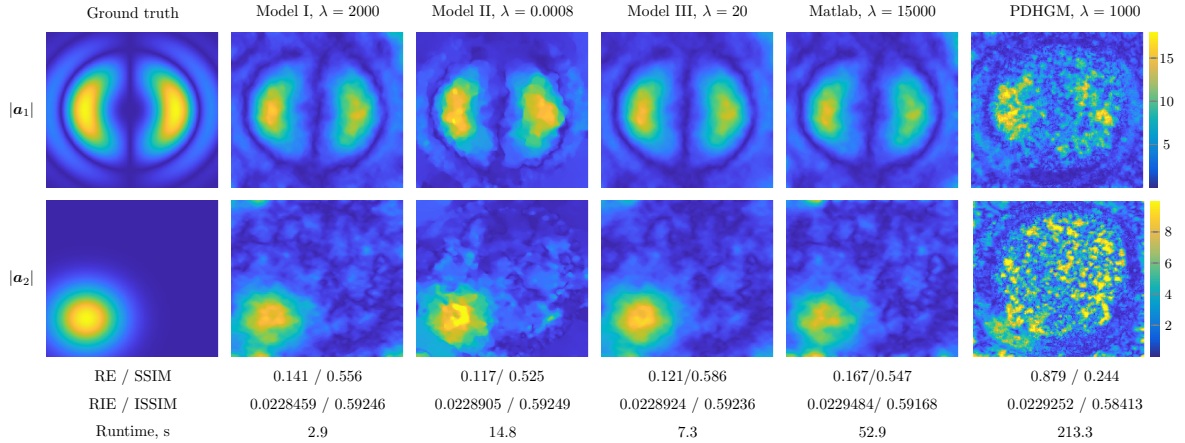 Ground truth Model I, λ = 2000 Model II, λ = 0.0008 Model III, λ = 20 Matlab, λ = 15000 PDHGM, λ = 1000
|a₁|
15
10
5
|a₂|
8
6
4
2
RE / SSIM 0.141 / 0.556 0.117/ 0.525 0.121/0.586 0.167/0.547 0.879 / 0.244
RIE / ISSIM 0.0228459 / 0.59246 0.0228905 / 0.59249 0.0228924 / 0.59236 0.0229484/ 0.59168 0.0229252 / 0.58413
Runtime, s 2.9 14.8 7.3 52.9 213.3